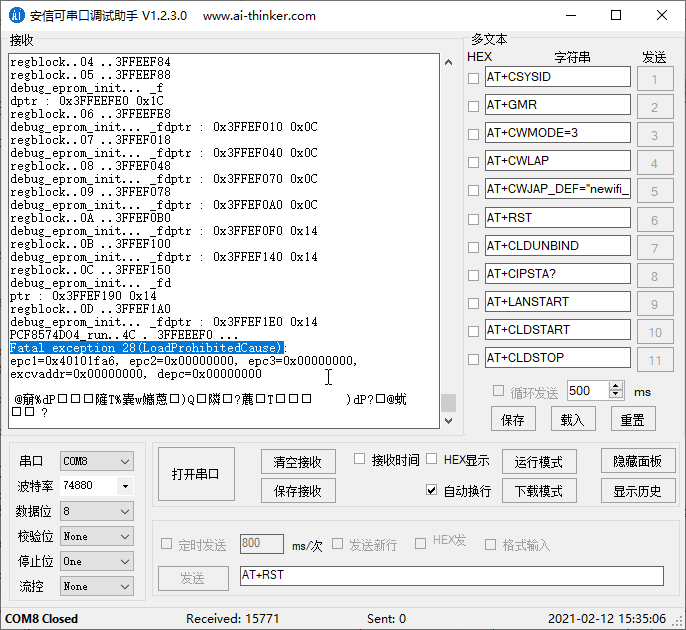 安信可串口调试助手 V1.2.3.0 www.ai-thinker.com
接收
regblock..04 ..3FFEEF84
regblock..05 ..3FFEEF88
debug_eprom_init... _f
dptr : 0x3FFEEFE0 0x1C
regblock..06 ..3FFEEFE8
debug_eprom_init... _fdptr : 0x3FFEF010 0x0C
regblock..07 ..3FFEF018
debug_eprom_init... _fdptr : 0x3FFEF040 0x0C
regblock..08 ..3FFEF048
debug_eprom_init... _fdptr : 0x3FFEF070 0x0C
regblock..09 ..3FFEF078
debug_eprom_init... _fdptr : 0x3FFEF0A0 0x0C
regblock..0A ..3FFEF0B0
debug_eprom_init... _fdptr : 0x3FFEF0F0 0x14
regblock..0B ..3FFEF100
debug_eprom_init... _fdptr : 0x3FFEF140 0x14
regblock..0C ..3FFEF150
debug_eprom_init... _fd
ptr : 0x3FFEF190 0x14
regblock..0D ..3FFEF1A0
debug_eprom_init... _fdptr : 0x3FFEF1E0 0x14
PCF8574D04_run..4C .. 3FFEEEF0 ...
Fatal exception 28(LoadProhibitedCause):
epc1=0x40101fa6, epc2=0x00000000, epc3=0x00000000,
excvaddr=0x00000000, depc=0x00000000
多文本
HEX 字符串 发送
AT+CSYSID 1
AT+GMR 2
AT+CWMODE=3 3
AT+CWLAP 4
AT+CWJAP_DEF="newifi_ 5
AT+RST 6
AT+CLDUNBIND 7
AT+CIPSTA? 8
AT+LANSTART 9
AT+CLDSTART 10
AT+CLDSTOP 11
循环发送 500 ms
保存 载入 重置
串口 COM8
波特率 74880
数据位 8
校验位 None
停止位 One
流控 None
打开串口
清空接收
保存接收
接收时间 HEX显示
自动换行
运行模式
下载模式
隐藏面板
显示历史
定时发送 800 ms/次 发送新行 HEX发 格式输入
发送 AT+RST
COM8 Closed Received: 15771 Sent: 0 2021-02-12 15:35:06